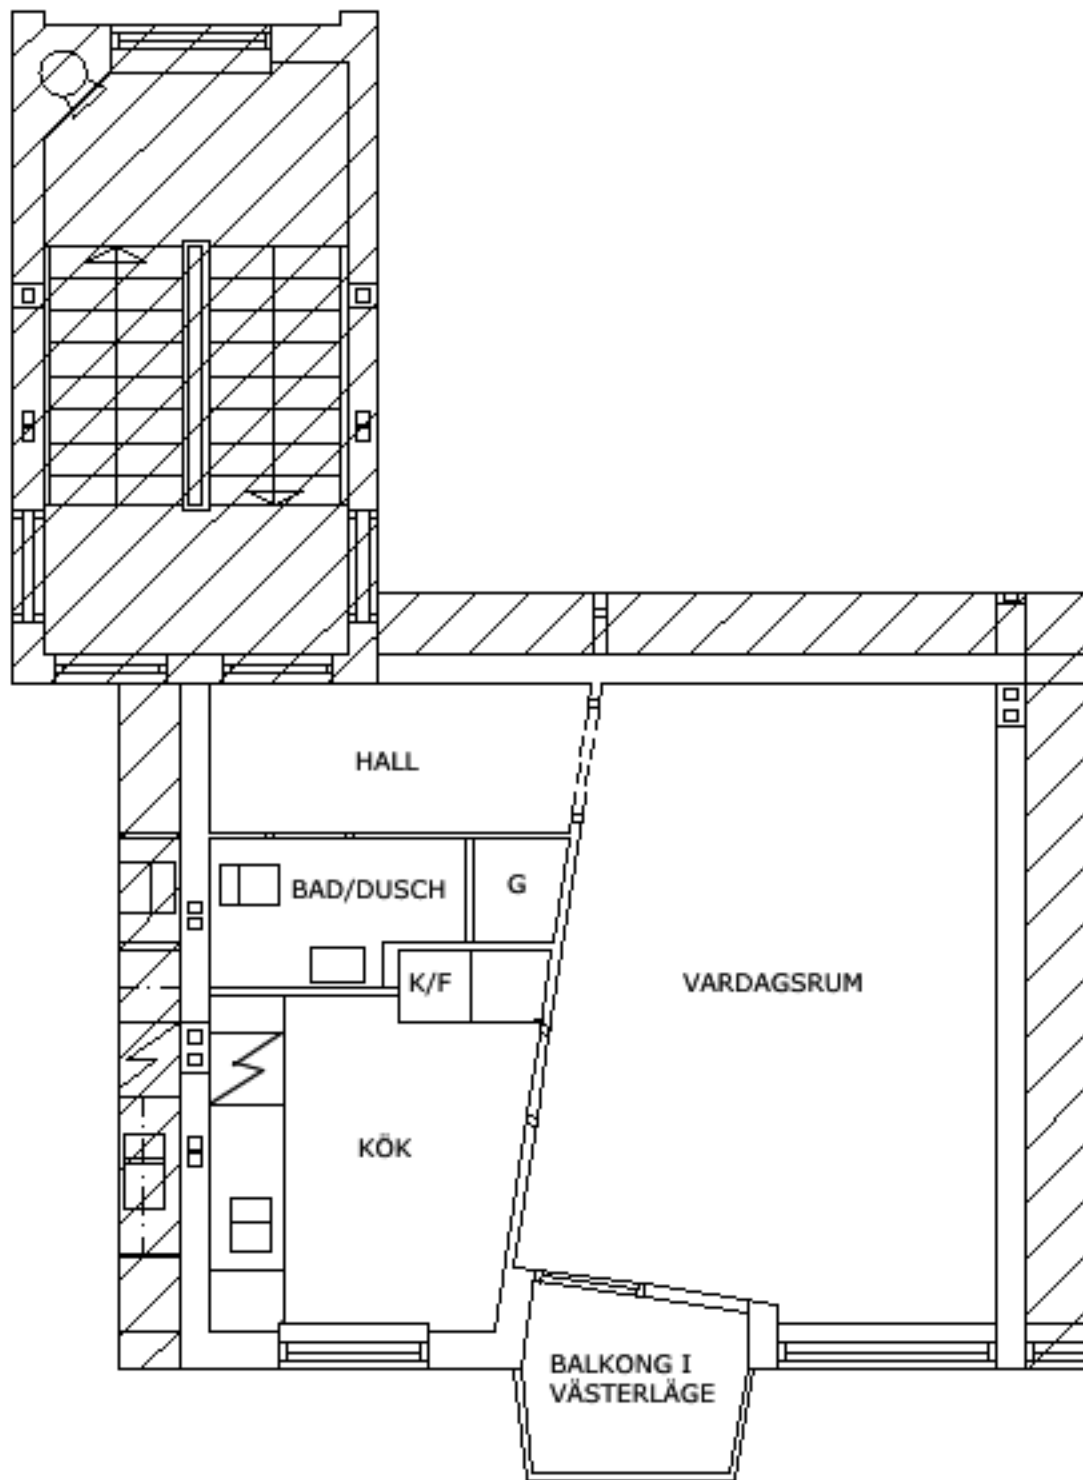 HALL
BAD/DUSCH
G
K/F
VARDAGSRUM
KÖK
BALKONG I
VÄSTERLÄGE